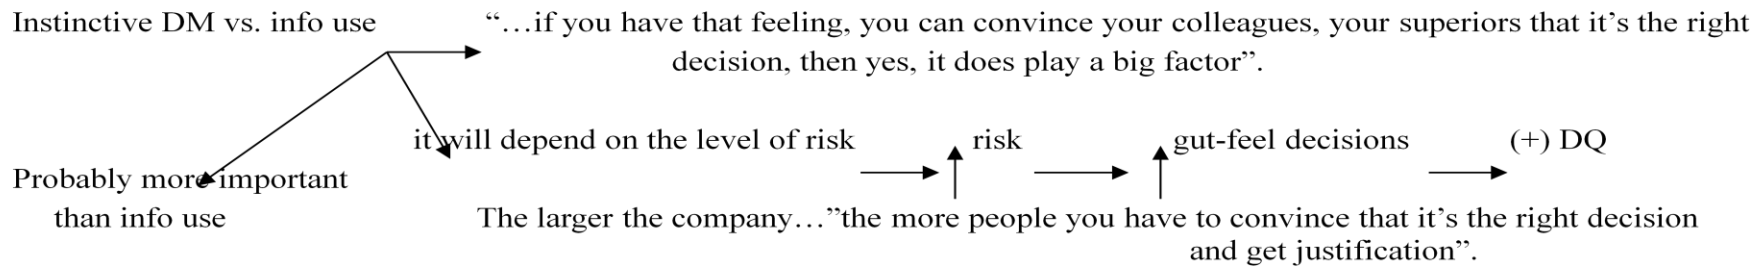 Instinctive DM vs. info use
“…if you have that feeling, you can convince your colleagues, your superiors that it’s the right
decision, then yes, it does play a big factor”.
it will depend on the level of risk
risk
gut-feel decisions
(+) DQ
Probably more important
than info use
The larger the company…”the more people you have to convince that it’s the right decision
and get justification”.